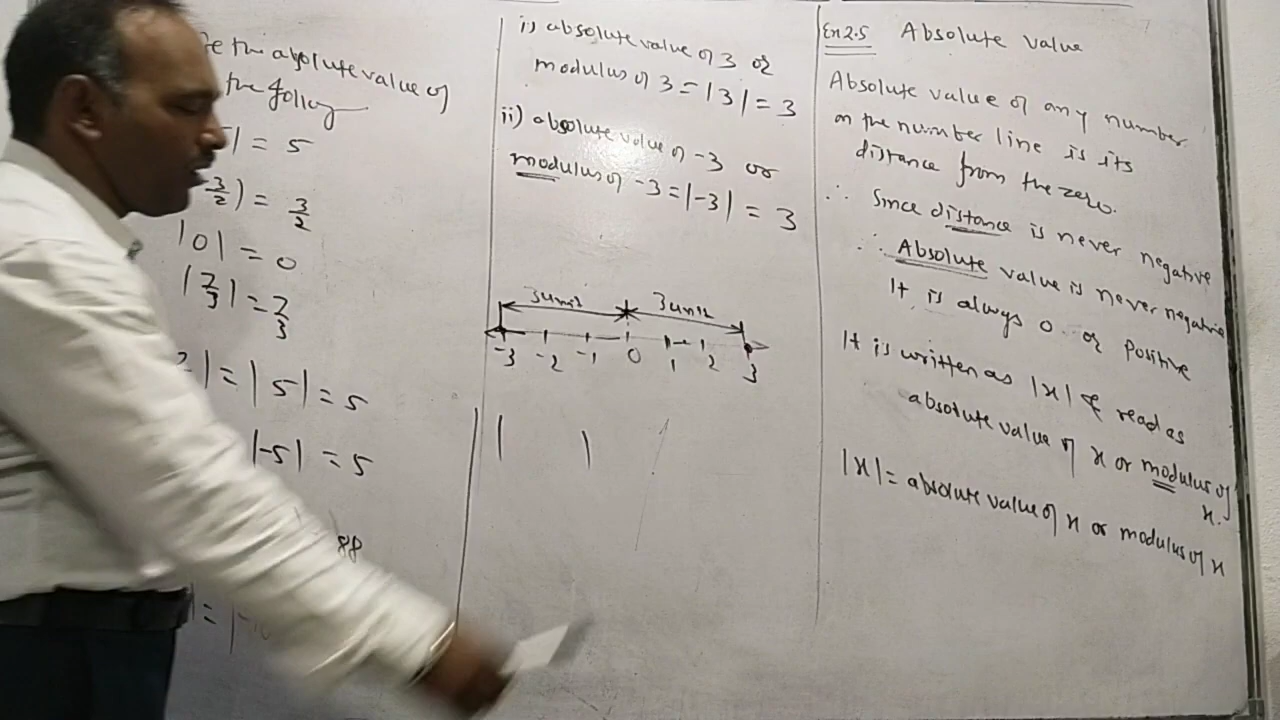 the absolute value of
the follog
| = 5
3/2) = 3/2
|0| = 0
|2/3| = 2/3
| = |5| = 5
|-5| = 5
88
| = |-10
i) absolute value of 3 or
modulus of 3 = |3| = 3
ii) absolute value of -3 or
modulus of -3 = |-3| = 3
3 units 3 units
-3 -2 -1 0 1 2 3
| |
Ex 2.5 Absolute value
Absolute value of any number
on the number line is its
distance from the zero.
∴ Since distance is never negative
∴ Absolute value is never negative
It is always 0 or positive
It is written as |x| & read as
absolute value of x or modulus of
x.
|x| = absolute value of x or modulus of x